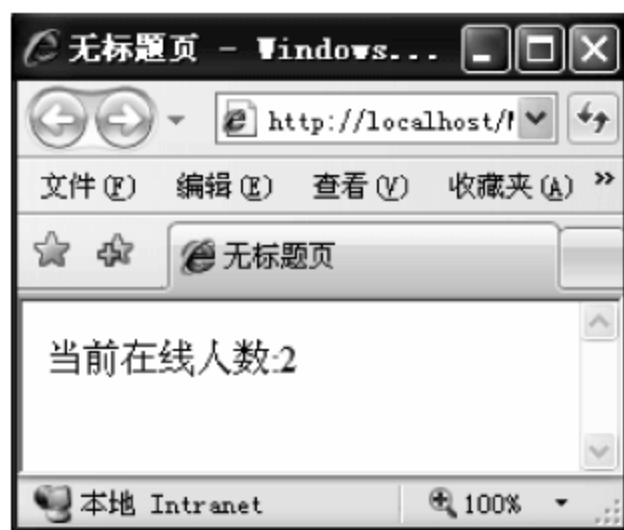 无标题页 - Windows...
http://localhost/
文件(F) 编辑(E) 查看(V) 收藏夹(A) »
无标题页
当前在线人数:2
本地 Intranet 100%